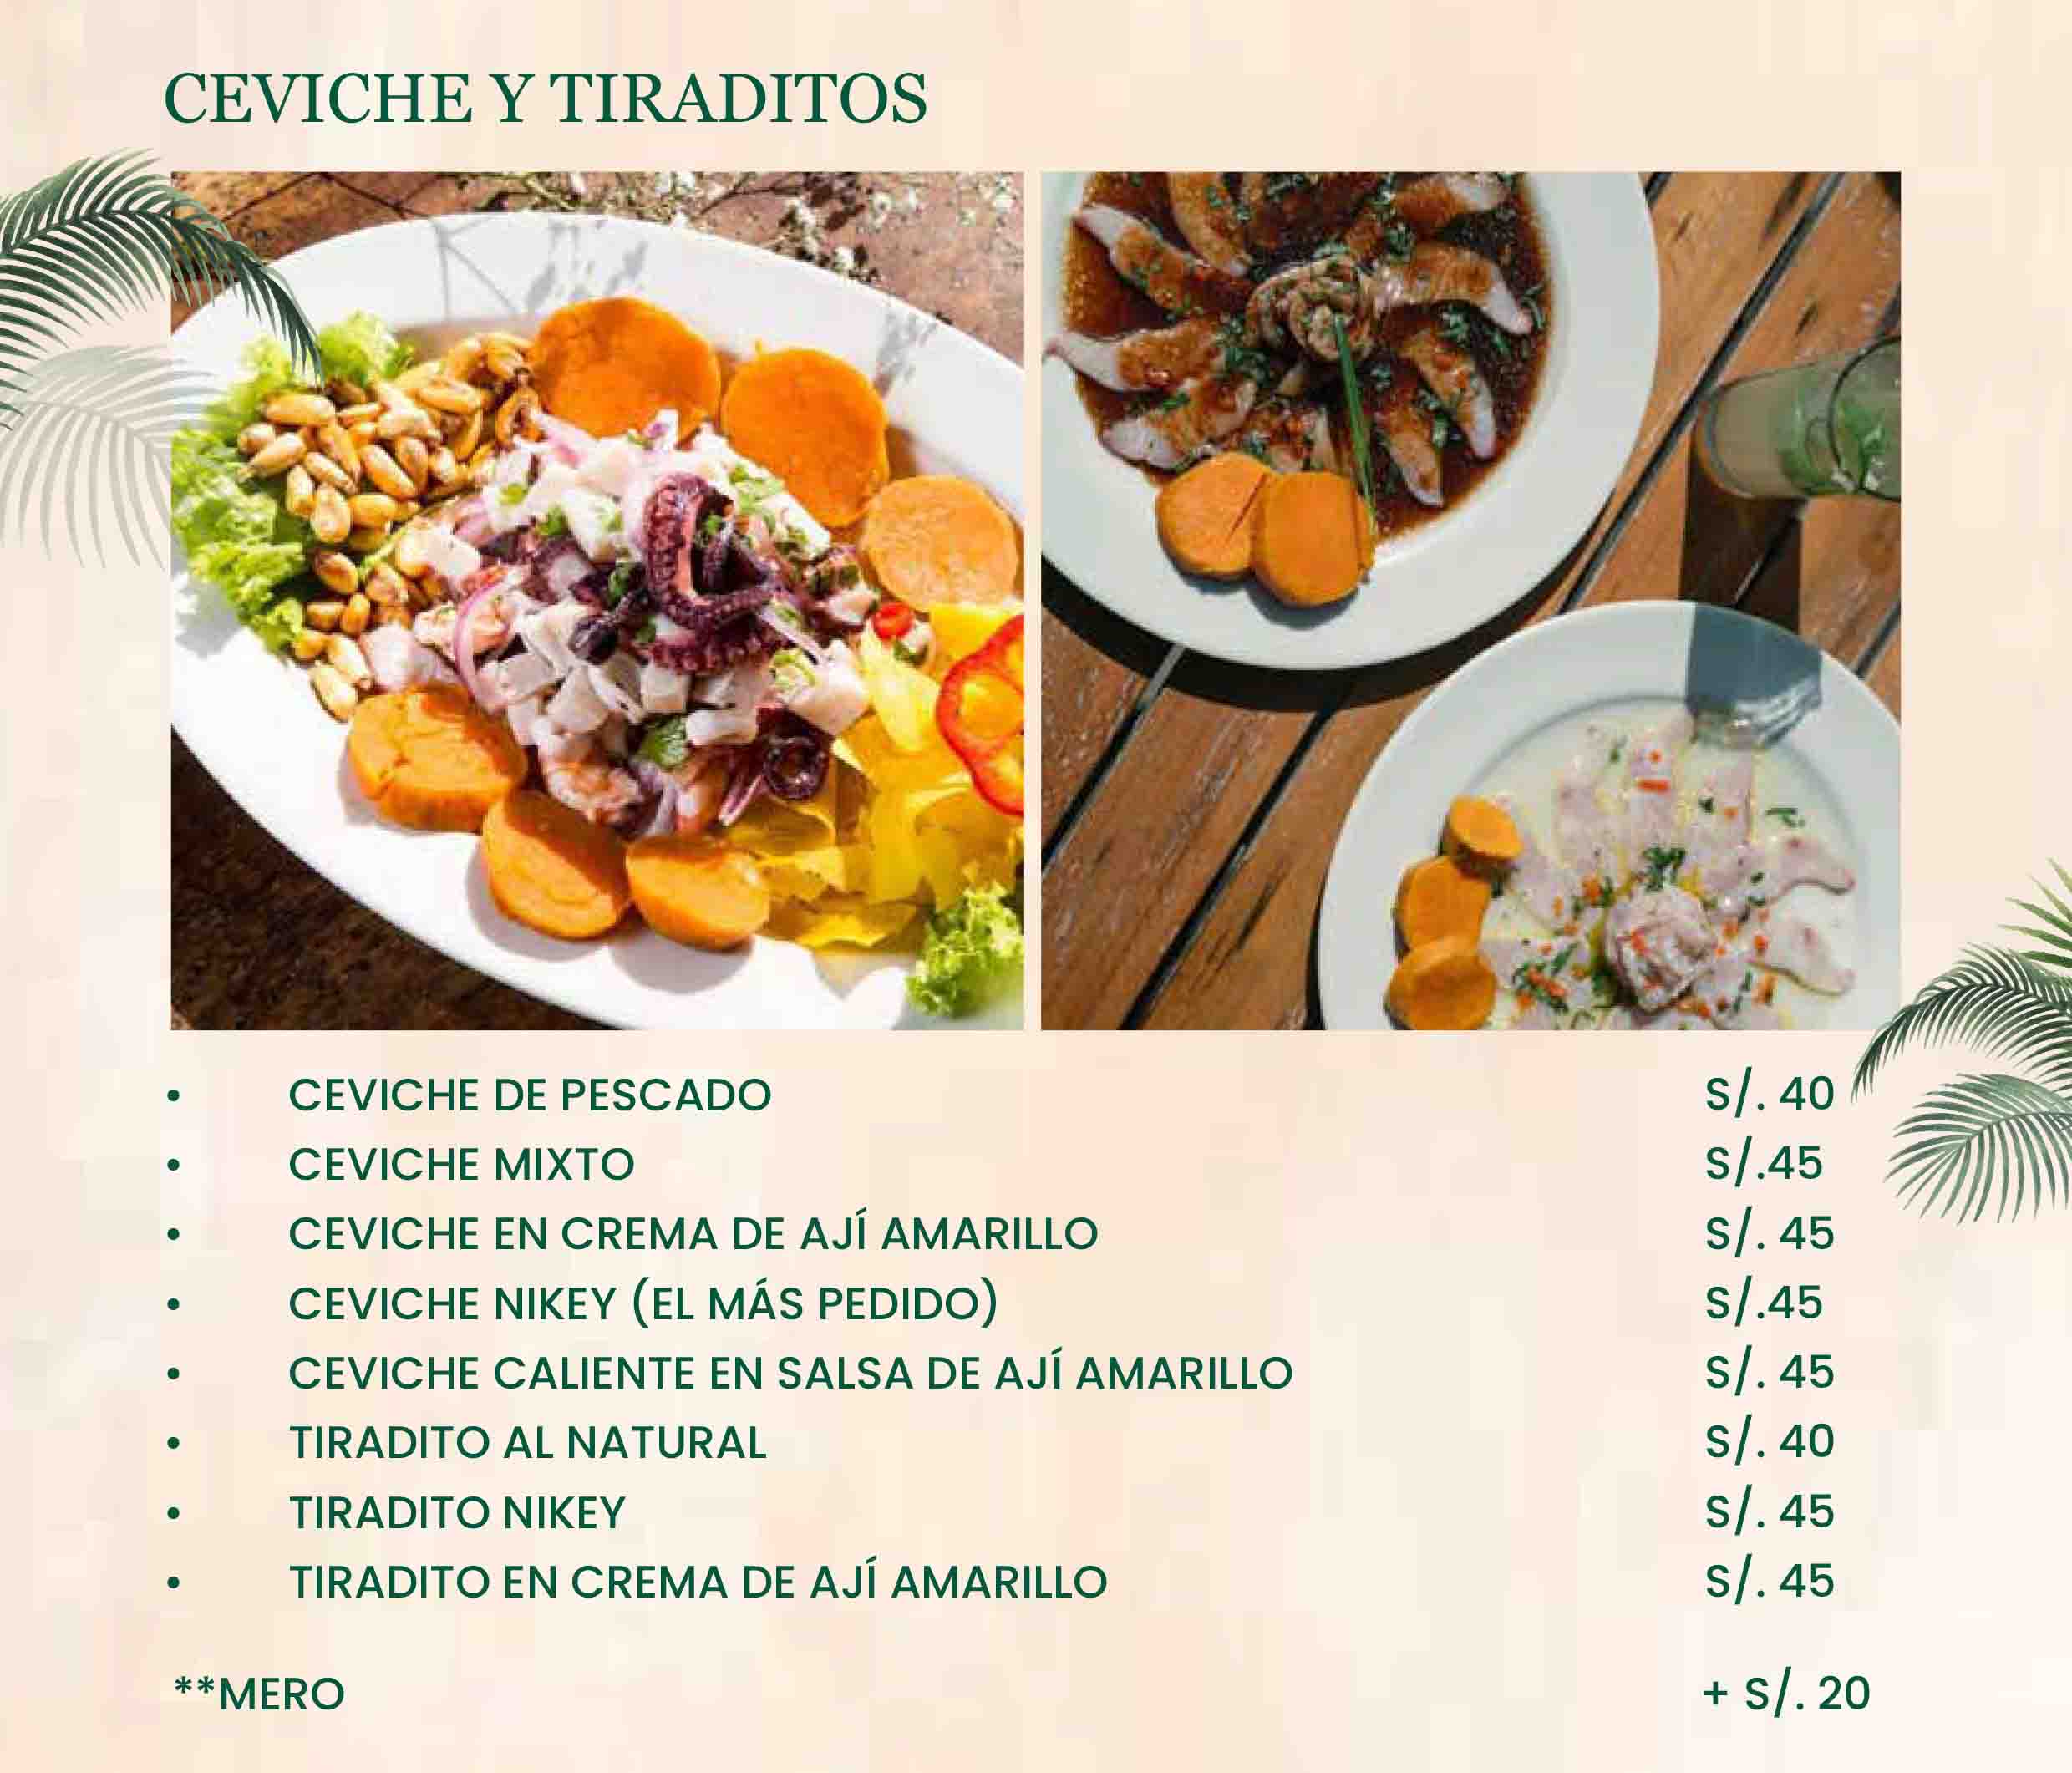 CEVICHE Y TIRADITOS
• CEVICHE DE PESCADO S/. 40
• CEVICHE MIXTO S/.45
• CEVICHE EN CREMA DE AJÍ AMARILLO S/. 45
• CEVICHE NIKEY (EL MÁS PEDIDO) S/.45
• CEVICHE CALIENTE EN SALSA DE AJÍ AMARILLO S/. 45
• TIRADITO AL NATURAL S/. 40
• TIRADITO NIKEY S/. 45
• TIRADITO EN CREMA DE AJÍ AMARILLO S/. 45
**MERO + S/. 20